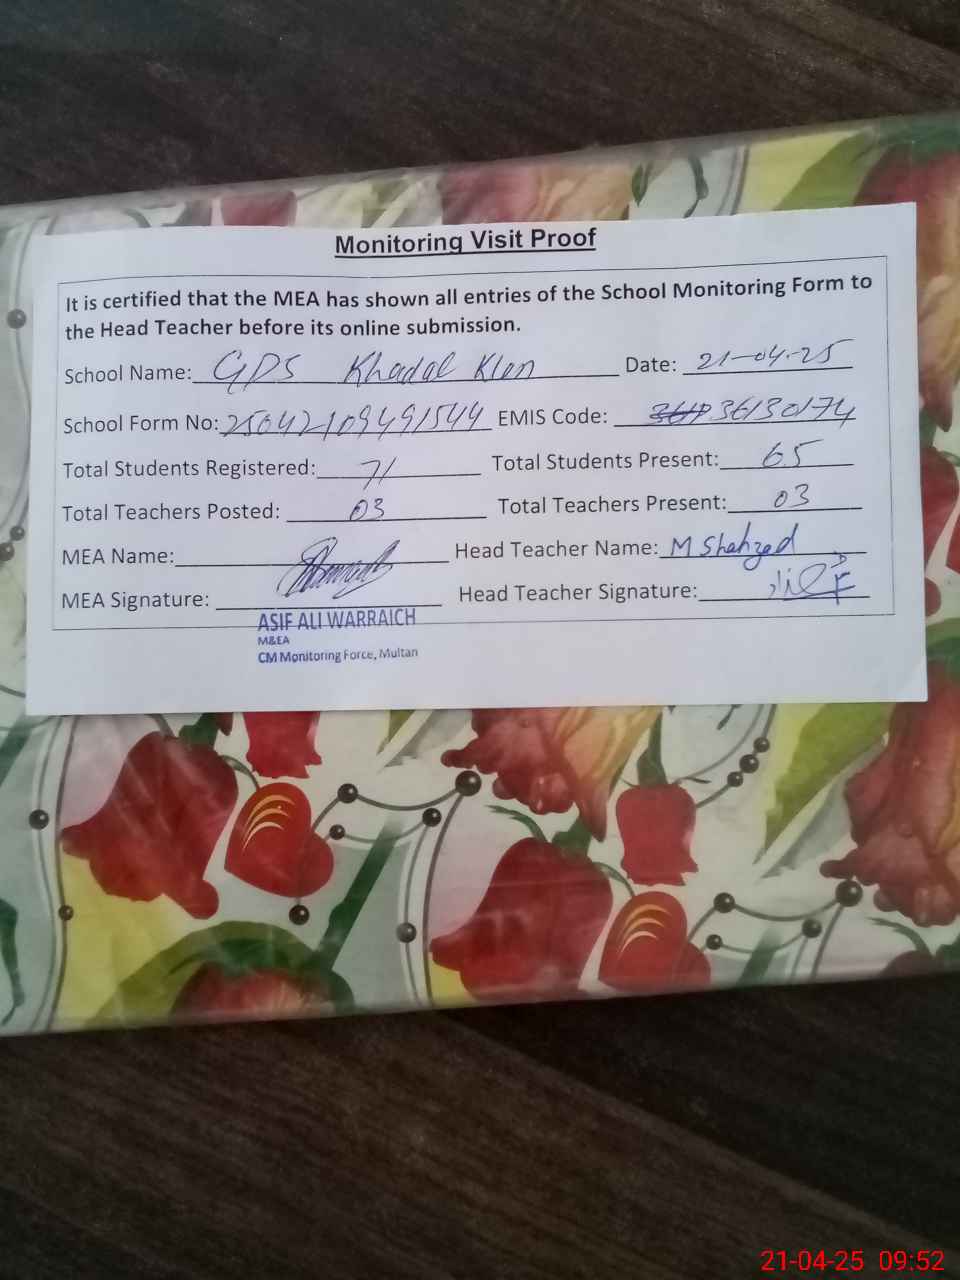 Monitoring Visit Proof
It is certified that the MEA has shown all entries of the School Monitoring Form to
the Head Teacher before its online submission.
School Name: GPS Khadal Klan Date: 21-04-25
School Form No: 25042109491544 EMIS Code: 36130174
Total Students Registered: 71 Total Students Present: 65
Total Teachers Posted: 03 Total Teachers Present: 03
MEA Name: Head Teacher Name: M Shahzad
MEA Signature: Head Teacher Signature:
ASIF ALI WARRAICH
M&EA
CM Monitoring Force, Multan
21-04-25 09:52